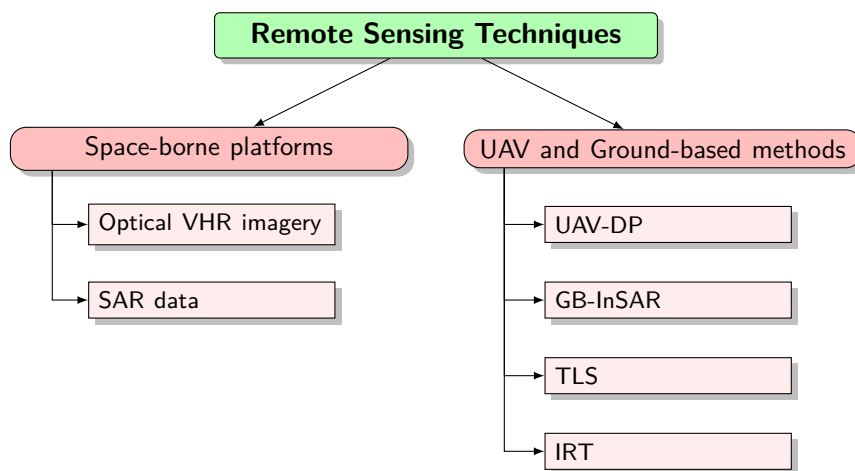 Remote Sensing Techniques
Space-borne platforms
Optical VHR imagery
SAR data
UAV and Ground-based methods
UAV-DP
GB-InSAR
TLS
IRT